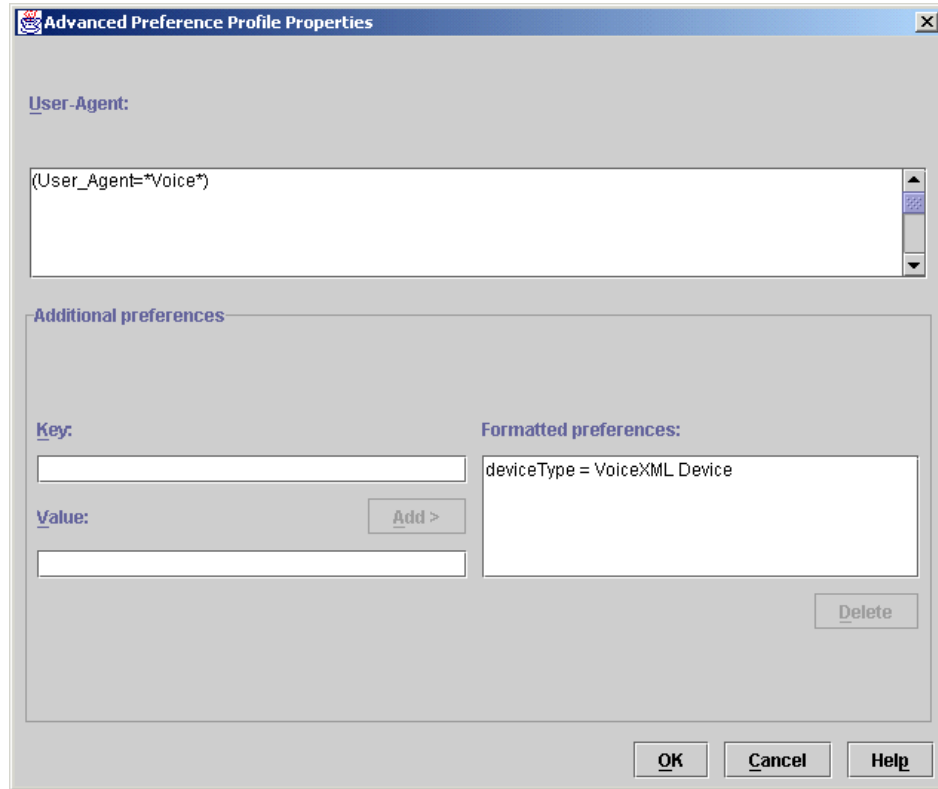 Advanced Preference Profile Properties
User-Agent:
(User_Agent=*Voice*)
Additional preferences
Key:
Formatted preferences:
deviceType = VoiceXML Device
Value:
Add >
Delete
OK
Cancel
Help